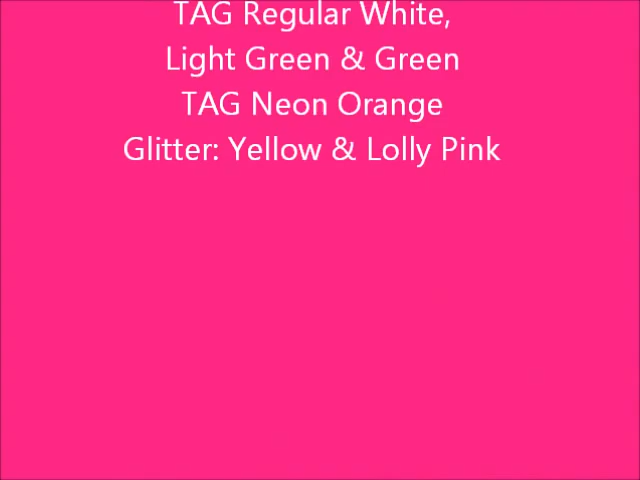 TAG Regular White,
Light Green & Green
TAG Neon Orange
Glitter: Yellow & Lolly Pink